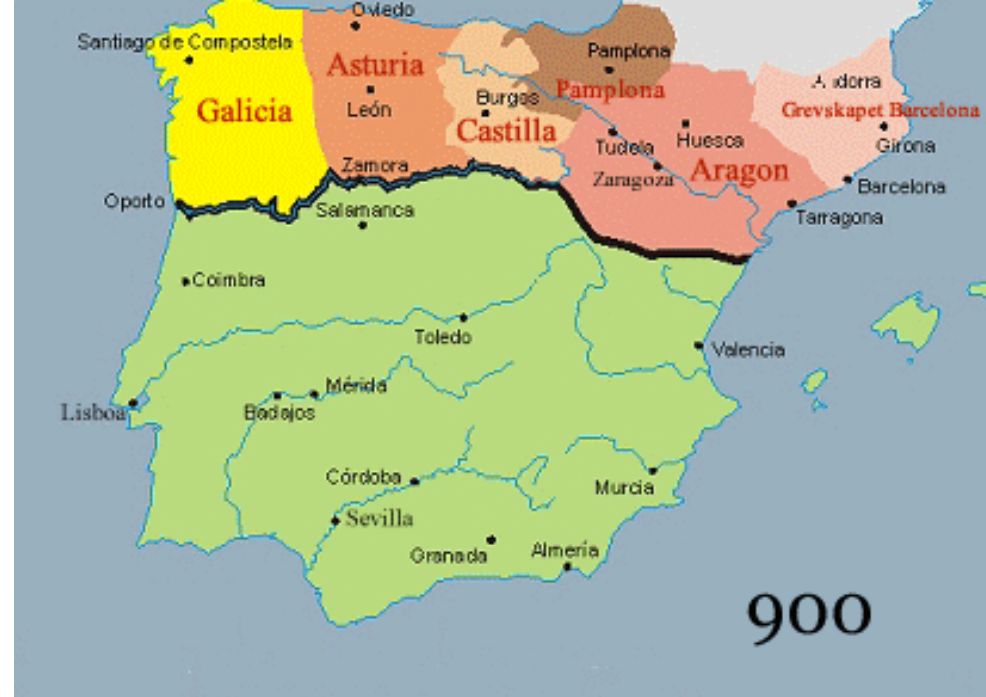 Oviedo
Santiago de Compostela
Pamplona
Asturia
Andorra
Pamplona
Galicia
León
Burgos
Grevskapet Barcelona
Castilla
Tudela
Huesca
Girona
Zamora
Zaragoza
Aragon
Barcelona
Oporto
Salamanca
Tarragona
Coimbra
Toledo
Valencia
Lisboa
Badajos
Mérida
Córdoba
Murcia
Sevilla
Granada
Almería
900